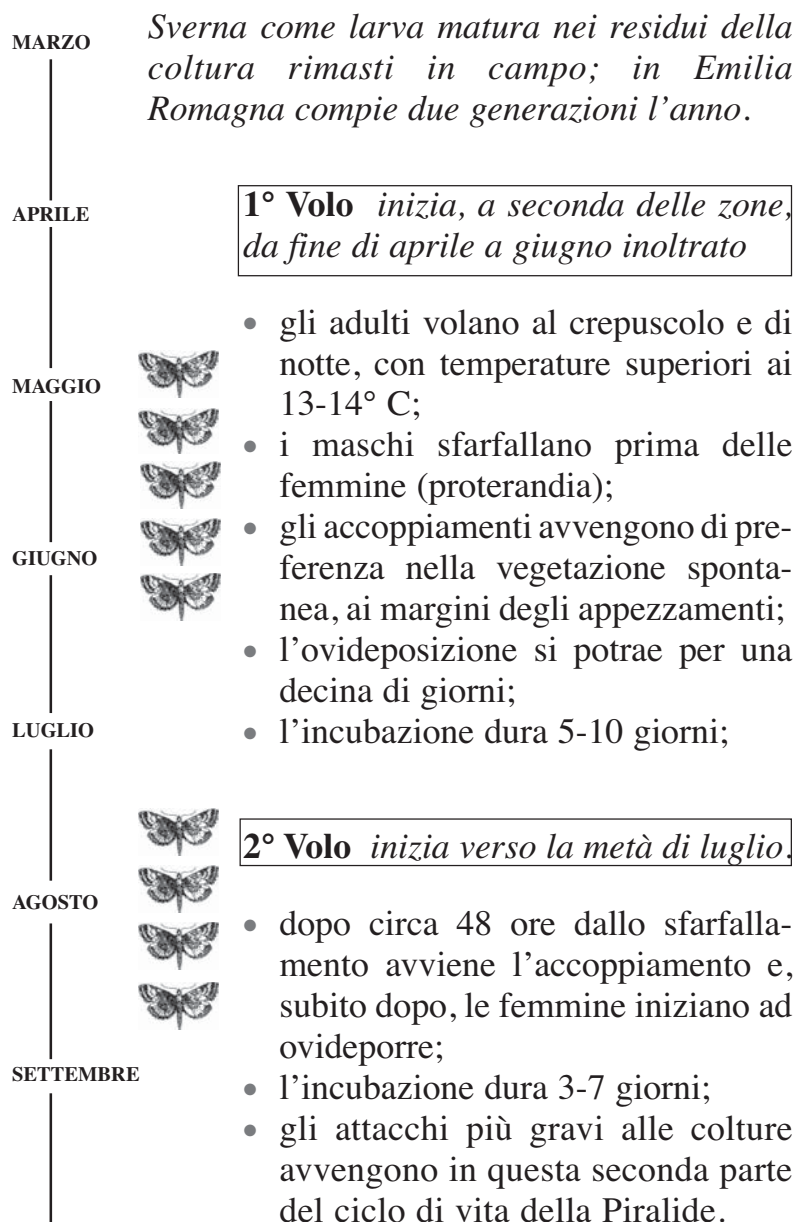 MARZO
Sverna come larva matura nei residui della
coltura rimasti in campo; in Emilia
Romagna compie due generazioni l'anno.
APRILE
1° Volo inizia, a seconda delle zone,
da fine di aprile a giugno inoltrato
• gli adulti volano al crepuscolo e di
notte, con temperature superiori ai
13-14° C;
MAGGIO
• i maschi sfarfallano prima delle
femmine (proterandia);
• gli accoppiamenti avvengono di pre-
ferenza nella vegetazione sponta-
nea, ai margini degli appezzamenti;
GIUGNO
• l'ovideposizione si potrae per una
decina di giorni;
• l'incubazione dura 5-10 giorni;
LUGLIO
2° Volo inizia verso la metà di luglio.
AGOSTO
• dopo circa 48 ore dallo sfarfalla-
mento avviene l'accoppiamento e,
subito dopo, le femmine iniziano ad
ovideporre;
SETTEMBRE
• l'incubazione dura 3-7 giorni;
• gli attacchi più gravi alle colture
avvengono in questa seconda parte
del ciclo di vita della Piralide.